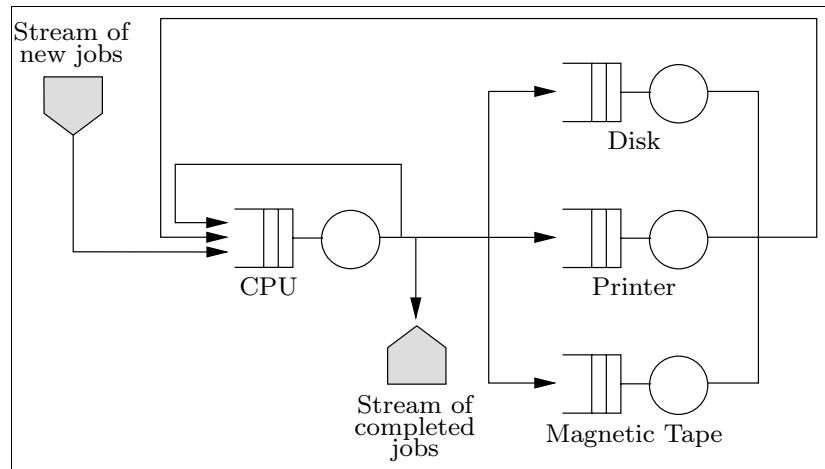 Stream of
new jobs
Disk
CPU
Printer
Stream of
completed
jobs
Magnetic Tape